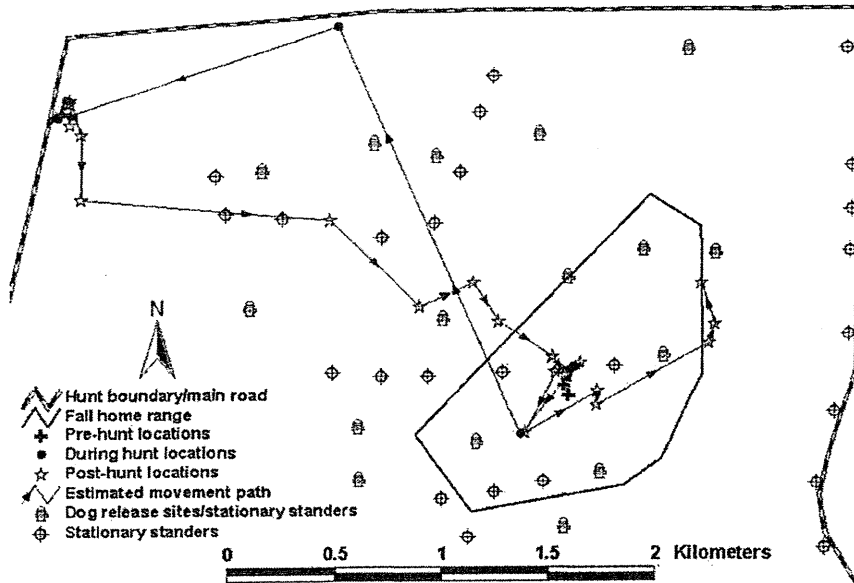 N
Hunt boundary/main road
Fall home range
Pre-hunt locations
During hunt locations
Post-hunt locations
Estimated movement path
Dog release sites/stationary standers
Stationary standers
0 0.5 1 1.5 2 Kilometers